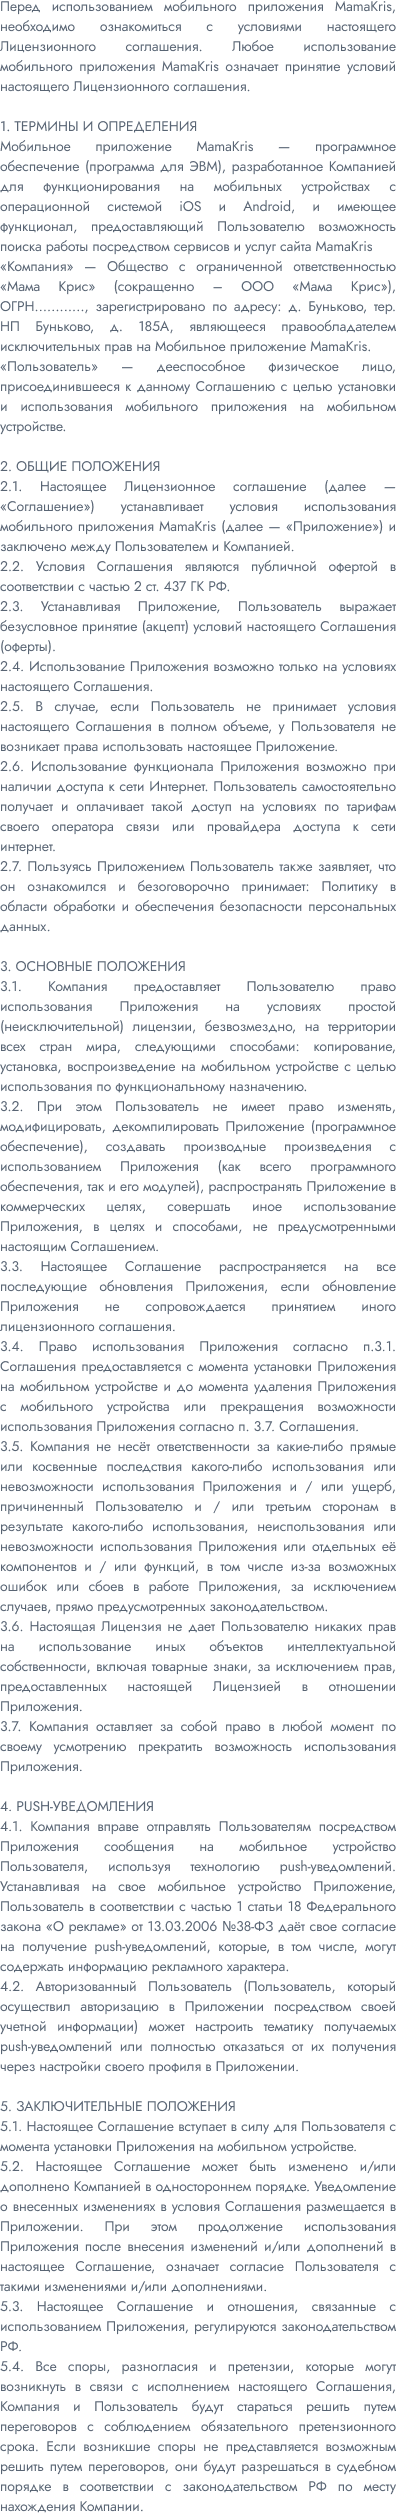 Перед использованием мобильного приложения MamaKris,
необходимо ознакомиться с условиями настоящего
Лицензионного соглашения. Любое использование
мобильного приложения MamaKris означает принятие условий
настоящего Лицензионного соглашения.
1. ТЕРМИНЫ И ОПРЕДЕЛЕНИЯ
Мобильное приложение MamaKris — программное
обеспечение (программа для ЭВМ), разработанное Компанией
для функционирования на мобильных устройствах с
операционной системой iOS и Android, и имеющее
функционал, предоставляющий Пользователю возможность
поиска работы посредством сервисов и услуг сайта MamaKris
«Компания» — Общество с ограниченной ответственностью
«Мама Крис» (сокращенно – ООО «Мама Крис»),
ОГРН…………, зарегистрировано по адресу: д. Буньково, тер.
НП Буньково, д. 185А, являющееся правообладателем
исключительных прав на Мобильное приложение MamaKris.
«Пользователь» — дееспособное физическое лицо,
присоединившееся к данному Соглашению с целью установки
и использования мобильного приложения на мобильном
устройстве.
2. ОБЩИЕ ПОЛОЖЕНИЯ
2.1. Настоящее Лицензионное соглашение (далее —
«Соглашение») устанавливает условия использования
мобильного приложения MamaKris (далее — «Приложение») и
заключено между Пользователем и Компанией.
2.2. Условия Соглашения являются публичной офертой в
соответствии с частью 2 ст. 437 ГК РФ.
2.3. Устанавливая Приложение, Пользователь выражает
безусловное принятие (акцепт) условий настоящего Соглашения
(оферты).
2.4. Использование Приложения возможно только на условиях
настоящего Соглашения.
2.5. В случае, если Пользователь не принимает условия
настоящего Соглашения в полном объеме, у Пользователя не
возникает права использовать настоящее Приложение.
2.6. Использование функционала Приложения возможно при
наличии доступа к сети Интернет. Пользователь самостоятельно
получает и оплачивает такой доступ на условиях по тарифам
своего оператора связи или провайдера доступа к сети
интернет.
2.7. Пользуясь Приложением Пользователь также заявляет, что
он ознакомился и безоговорочно принимает: Политику в
области обработки и обеспечения безопасности персональных
данных.
3. ОСНОВНЫЕ ПОЛОЖЕНИЯ
3.1. Компания предоставляет Пользователю право
использования Приложения на условиях простой
(неисключительной) лицензии, безвозмездно, на территории
всех стран мира, следующими способами: копирование,
установка, воспроизведение на мобильном устройстве с целью
использования по функциональному назначению.
3.2. При этом Пользователь не имеет право изменять,
модифицировать, декомпилировать Приложение (программное
обеспечение), создавать производные произведения с
использованием Приложения (как всего программного
обеспечения, так и его модулей), распространять Приложение в
коммерческих целях, совершать иное использование
Приложения, в целях и способами, не предусмотренными
настоящим Соглашением.
3.3. Настоящее Соглашение распространяется на все
последующие обновления Приложения, если обновление
Приложения не сопровождается принятием иного
лицензионного соглашения.
3.4. Право использования Приложения согласно п.3.1.
Соглашения предоставляется с момента установки Приложения
на мобильном устройстве и до момента удаления Приложения
с мобильного устройства или прекращения возможности
использования Приложения согласно п. 3.7. Соглашения.
3.5. Компания не несёт ответственности за какие-либо прямые
или косвенные последствия какого-либо использования или
невозможности использования Приложения и / или ущерб,
причиненный Пользователю и / или третьим сторонам в
результате какого-либо использования, неиспользования или
невозможности использования Приложения или отдельных её
компонентов и / или функций, в том числе из-за возможных
ошибок или сбоев в работе Приложения, за исключением
случаев, прямо предусмотренных законодательством.
3.6. Настоящая Лицензия не дает Пользователю никаких прав
на использование иных объектов интеллектуальной
собственности, включая товарные знаки, за исключением прав,
предоставленных настоящей Лицензией в отношении
Приложения.
3.7. Компания оставляет за собой право в любой момент по
своему усмотрению прекратить возможность использования
Приложения.
4. PUSH-УВЕДОМЛЕНИЯ
4.1. Компания вправе отправлять Пользователям посредством
Приложения сообщения на мобильное устройство
Пользователя, используя технологию push-уведомлений.
Устанавливая на свое мобильное устройство Приложение,
Пользователь в соответствии с частью 1 статьи 18 Федерального
закона «О рекламе» от 13.03.2006 №38-ФЗ даёт свое согласие
на получение push-уведомлений, которые, в том числе, могут
содержать информацию рекламного характера.
4.2. Авторизованный Пользователь (Пользователь, который
осуществил авторизацию в Приложении посредством своей
учетной информации) может настроить тематику получаемых
push-уведомлений или полностью отказаться от их получения
через настройки своего профиля в Приложении.
5. ЗАКЛЮЧИТЕЛЬНЫЕ ПОЛОЖЕНИЯ
5.1. Настоящее Соглашение вступает в силу для Пользователя с
момента установки Приложения на мобильном устройстве.
5.2. Настоящее Соглашение может быть изменено и/или
дополнено Компанией в одностороннем порядке. Уведомление
о внесенных изменениях в условия Соглашения размещается в
Приложении. При этом продолжение использования
Приложения после внесения изменений и/или дополнений в
настоящее Соглашение, означает согласие Пользователя с
такими изменениями и/или дополнениями.
5.3. Настоящее Соглашение и отношения, связанные с
использованием Приложения, регулируются законодательством
РФ.
5.4. Все споры, разногласия и претензии, которые могут
возникнуть в связи с исполнением настоящего Соглашения,
Компания и Пользователь будут стараться решить путем
переговоров с соблюдением обязательного претензионного
срока. Если возникшие споры не представляется возможным
решить путем переговоров, они будут разрешаться в судебном
порядке в соответствии с законодательством РФ по месту
нахождения Компании.